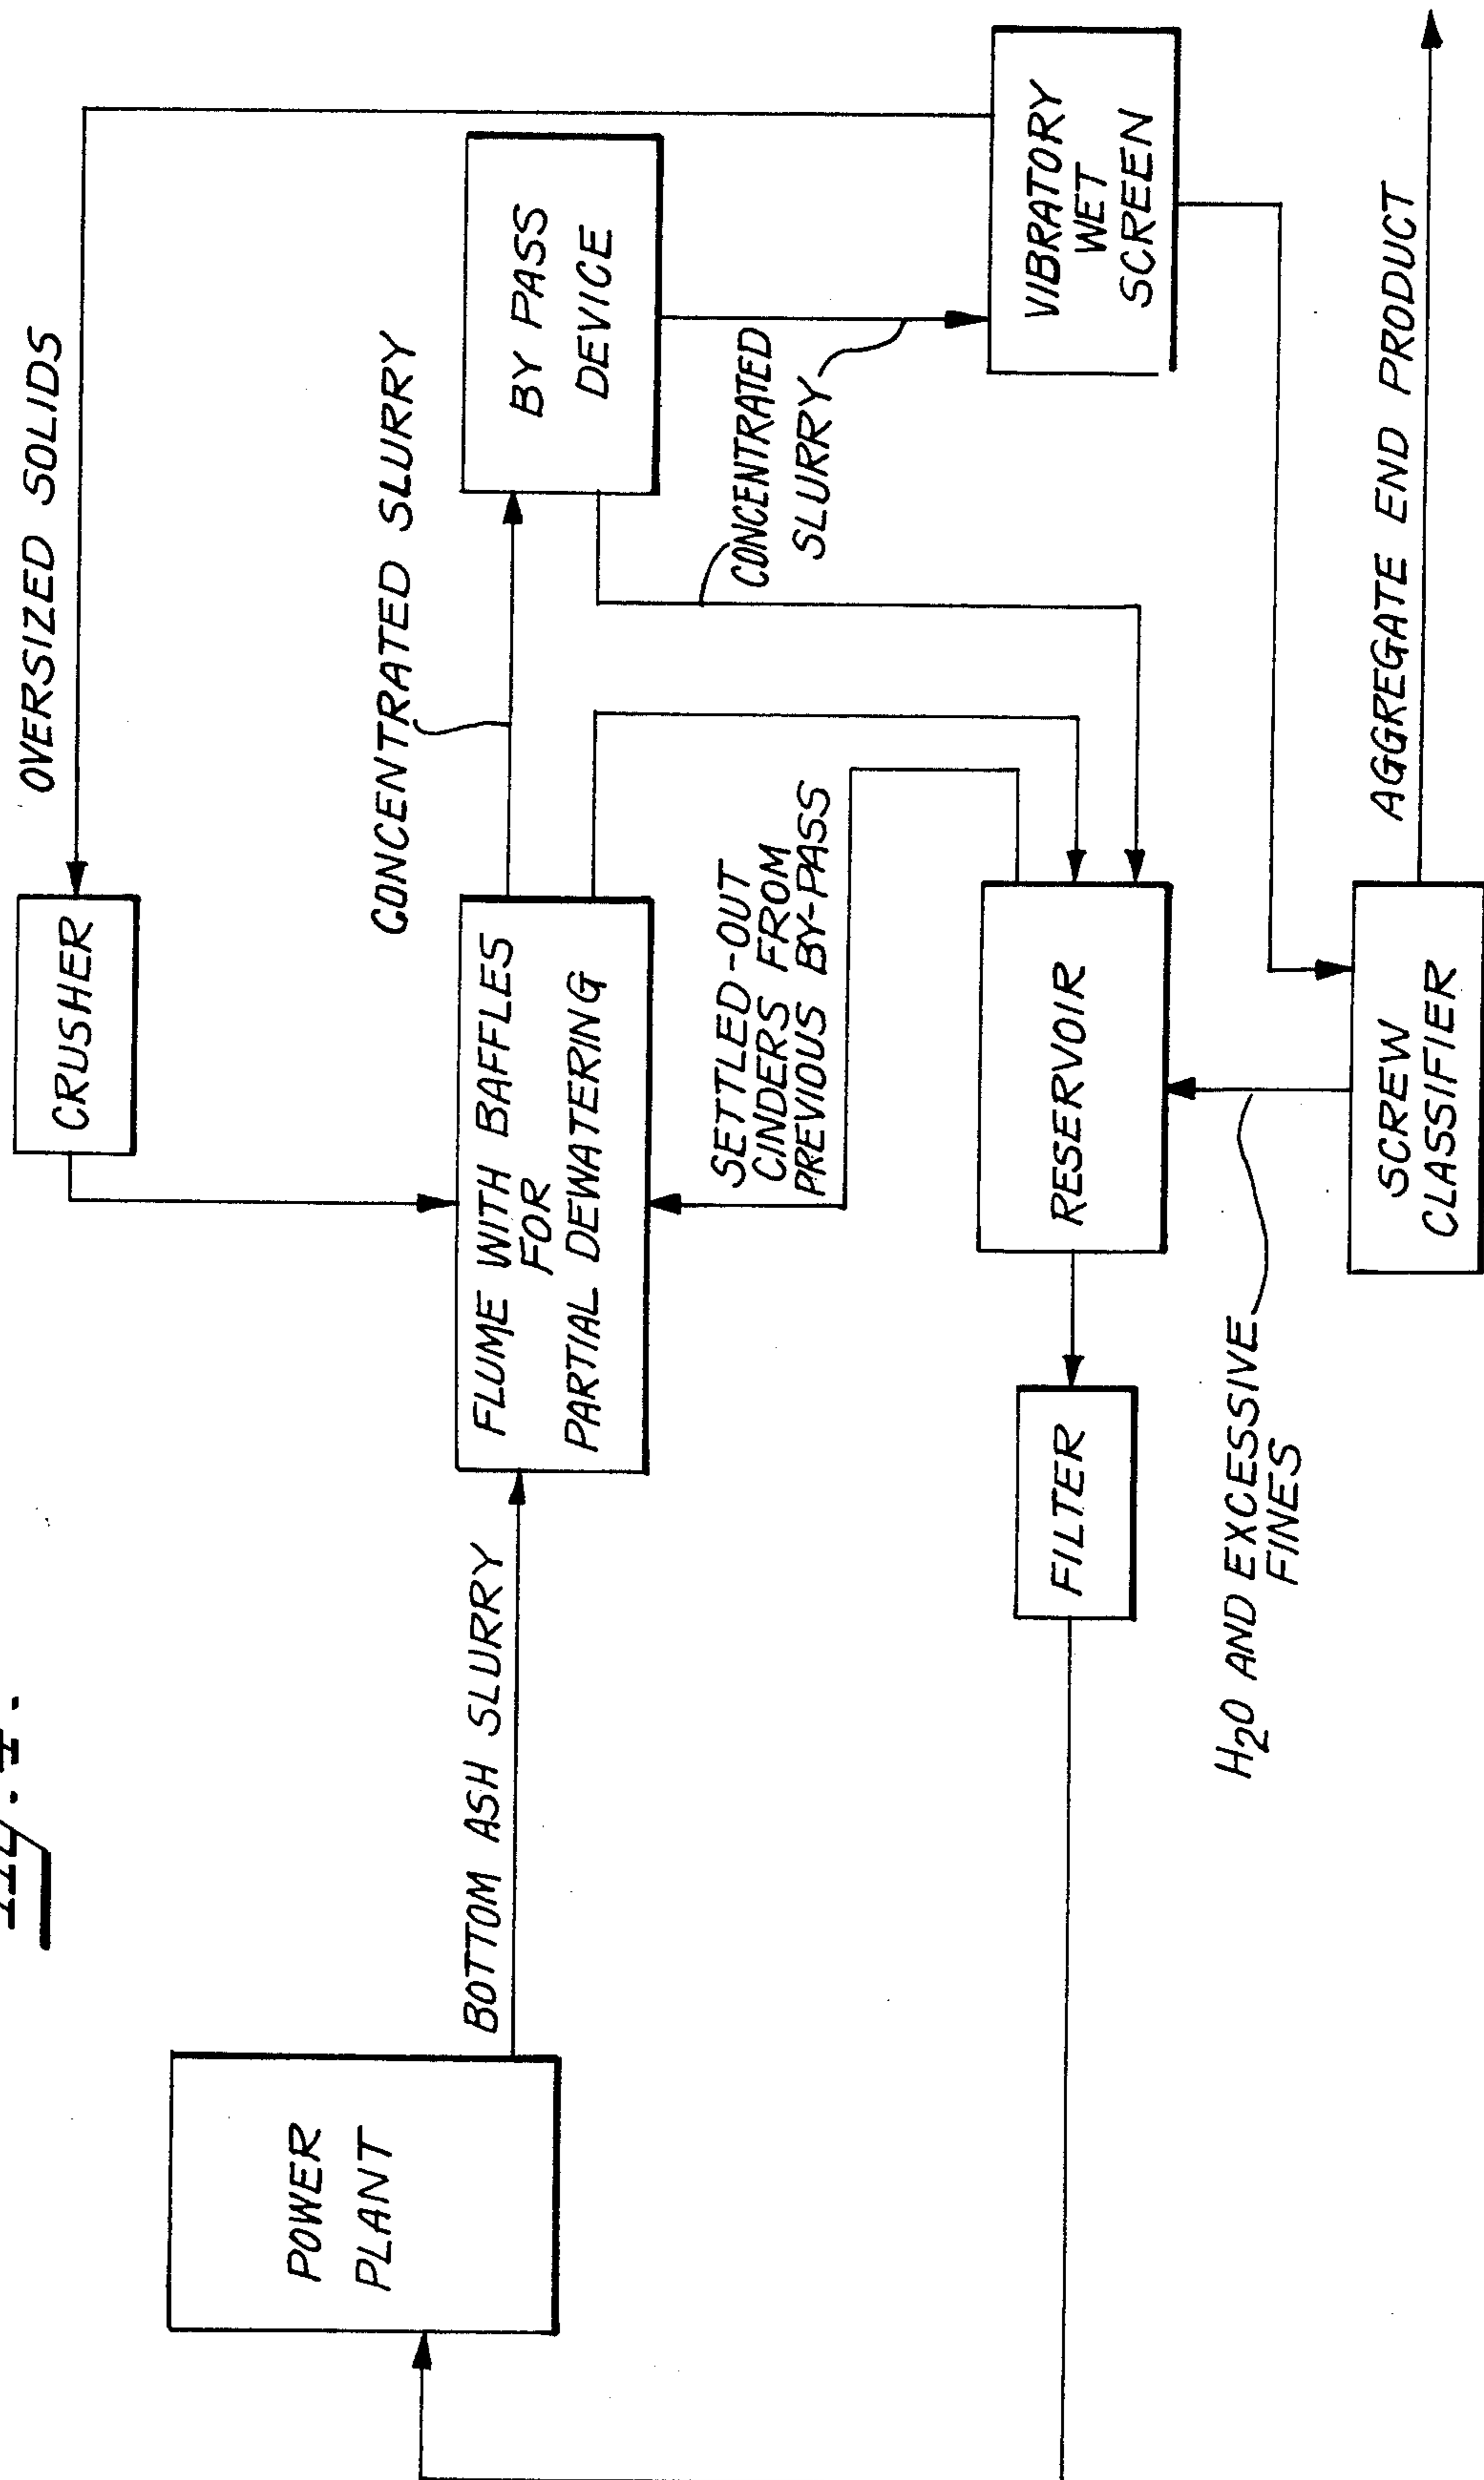 OVERSIZED SOLIDS
CRUSHER
CONCENTRATED SLURRY
BY PASS
DEVICE
POWER
PLANT
BOTTOM ASH SLURRY
FLUME WITH BAFFLES
FOR
PARTIAL DEWATERING
CONCENTRATED
SLURRY
SETTLED-OUT
CINDERS FROM
PREVIOUS BY-PASS
VIBRATORY
WET
SCREEN
FILTER
RESERVOIR
H2O AND EXCESSIVE
FINES
SCREW
CLASSIFIER
AGGREGATE END PRODUCT